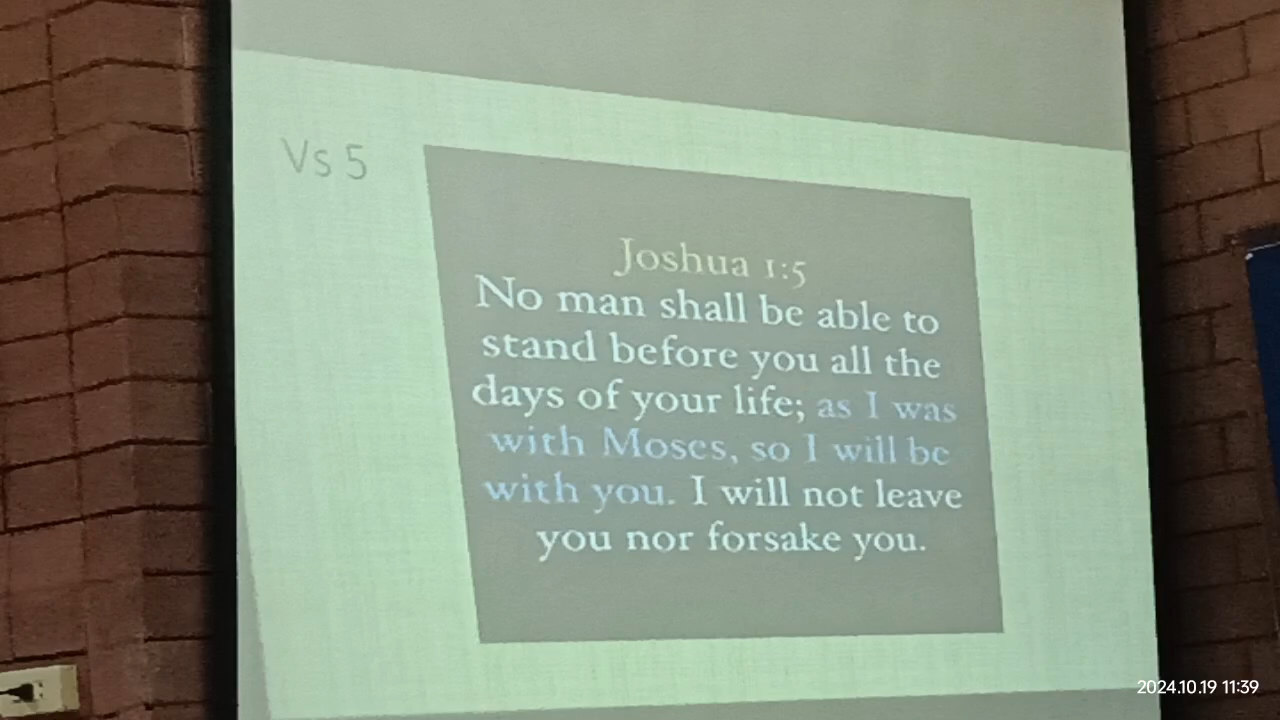 Vs 5
Joshua 1:5
No man shall be able to
stand before you all the
days of your life; as I was
with Moses, so I will be
with you. I will not leave
you nor forsake you.
2024.10.19 11:39